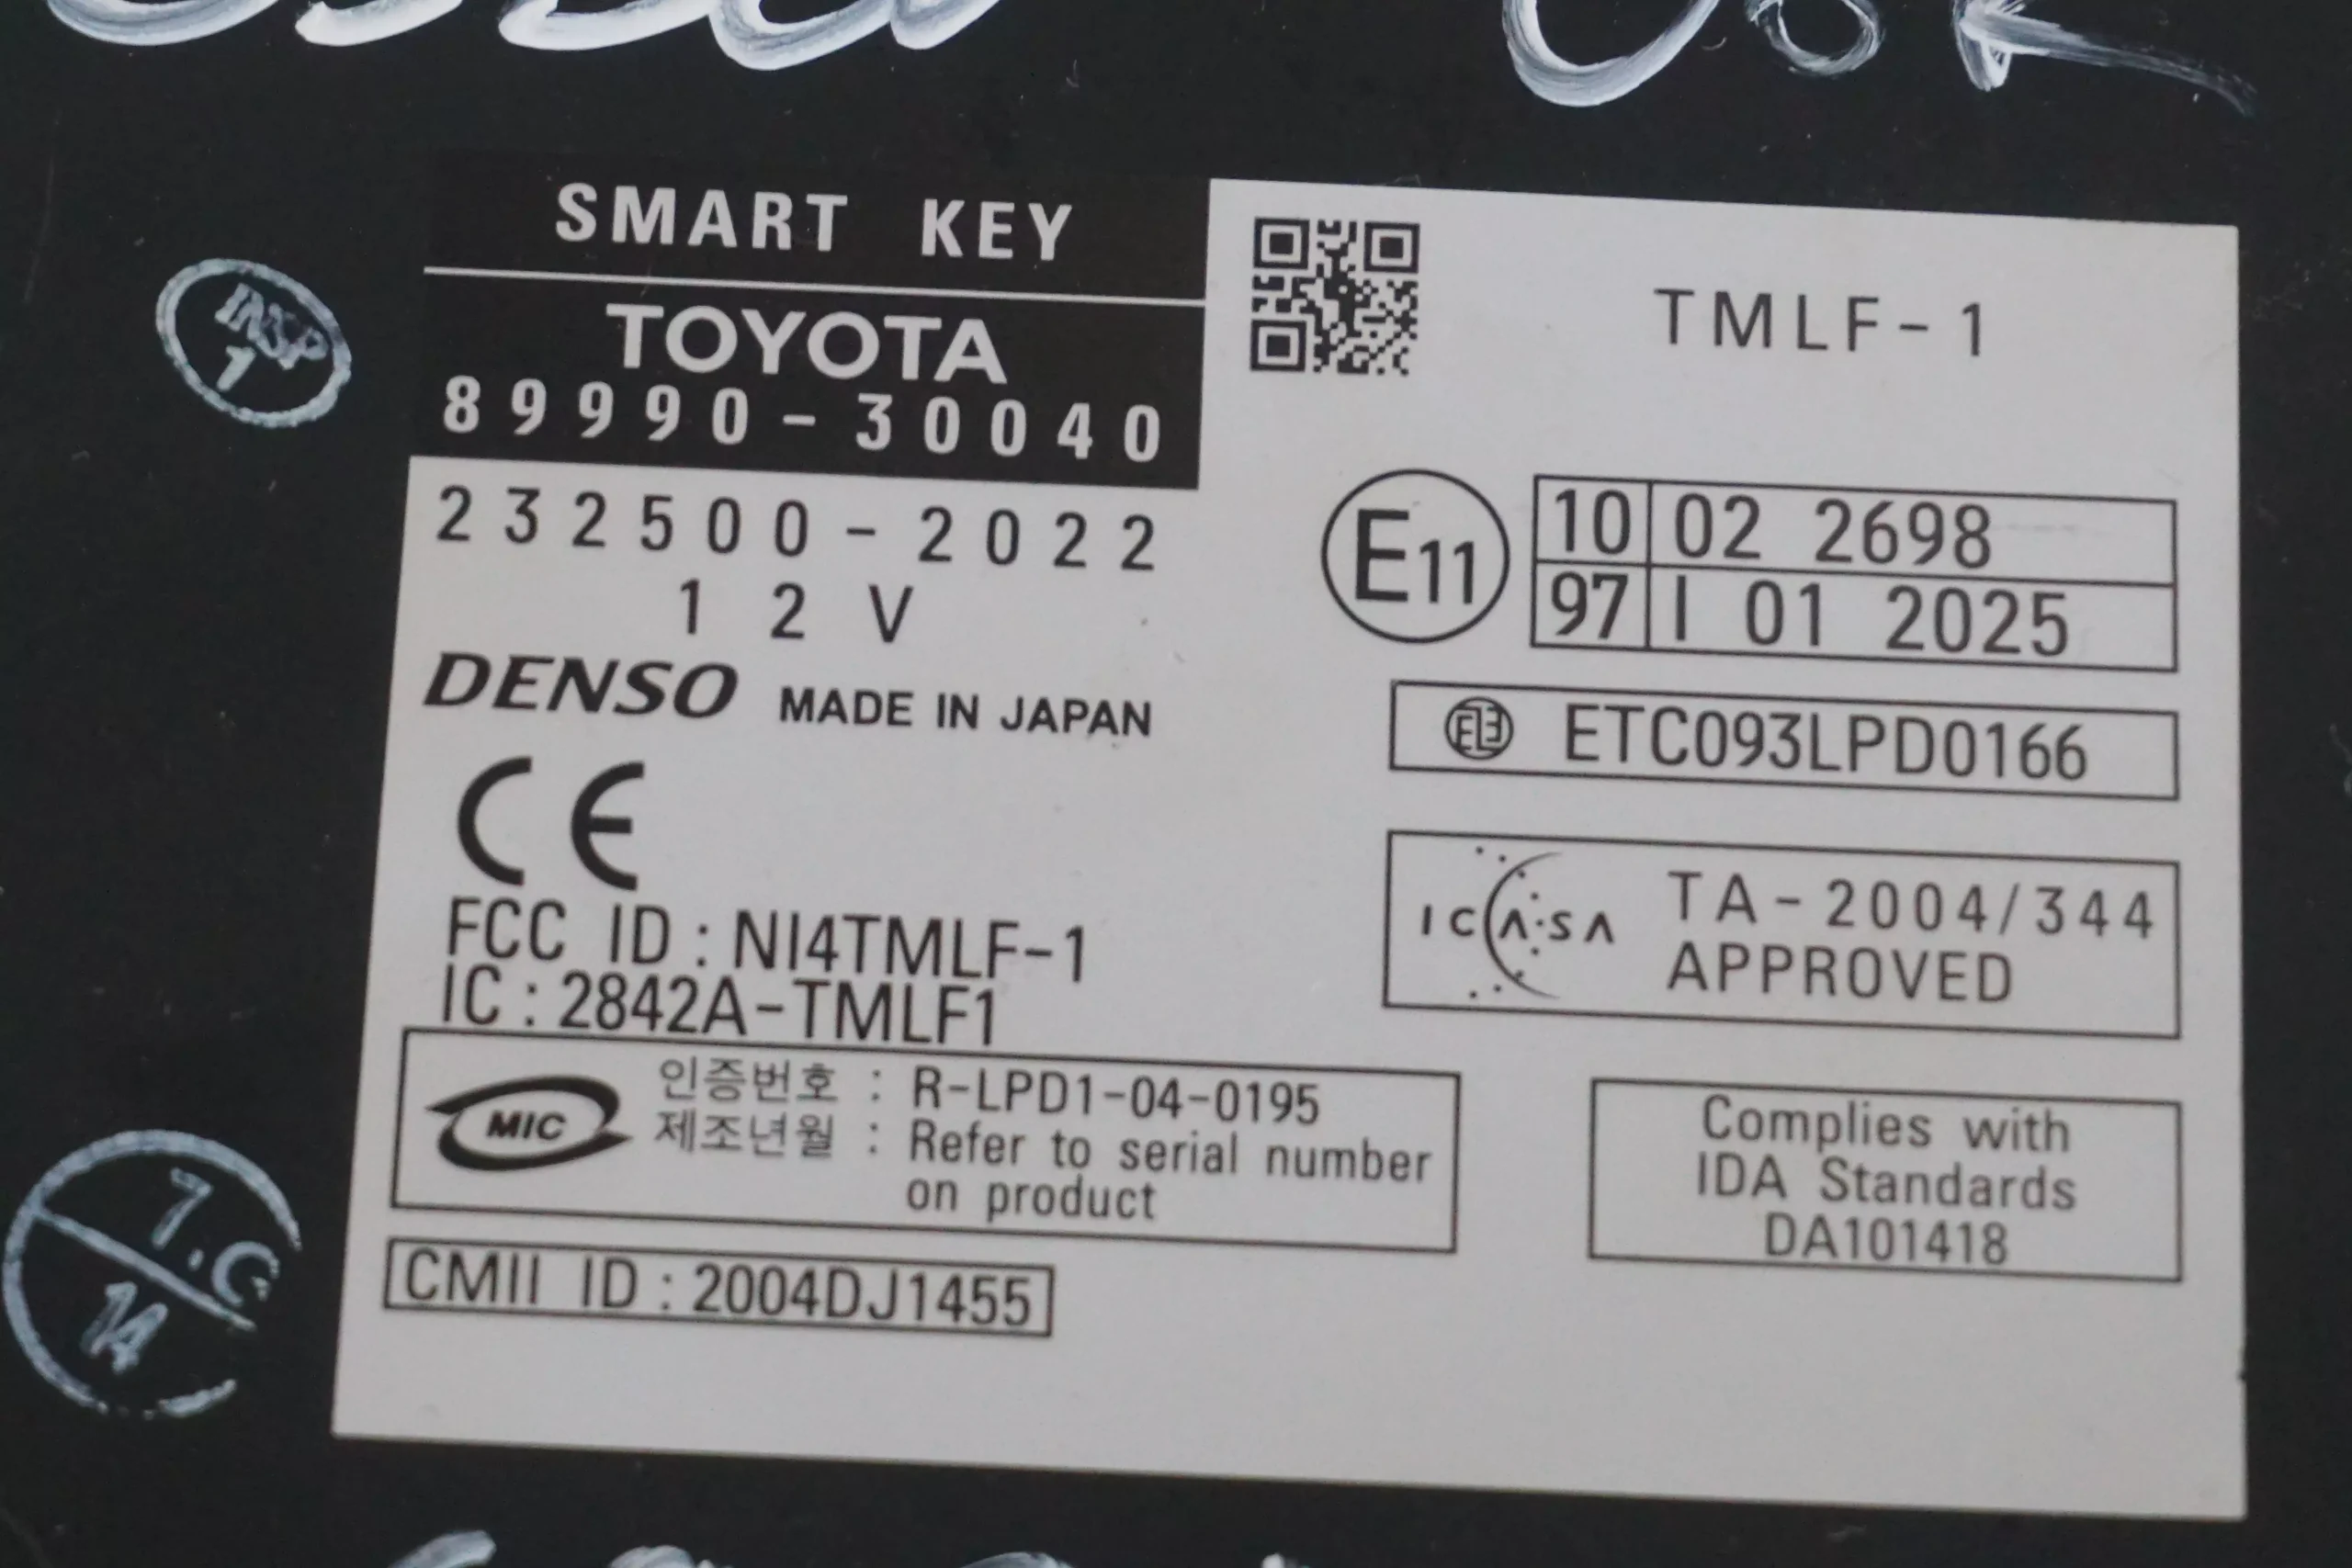 SMART KEY
TOYOTA
89990-30040
232500-2022
12V
DENSO MADE IN JAPAN
CE
FCC ID : NI4TMLF-1
IC : 2842A-TMLF1
MIC
인증번호 : R-LPD1-04-0195
제조년월 : Refer to serial number
on product
CMII ID : 2004DJ1455
TMLF-1
E11
10 02 2698
97 I 01 2025
ETC093LPD0166
ICASA
TA-2004/344
APPROVED
Complies with
IDA Standards
DA101418
INSP
1
14